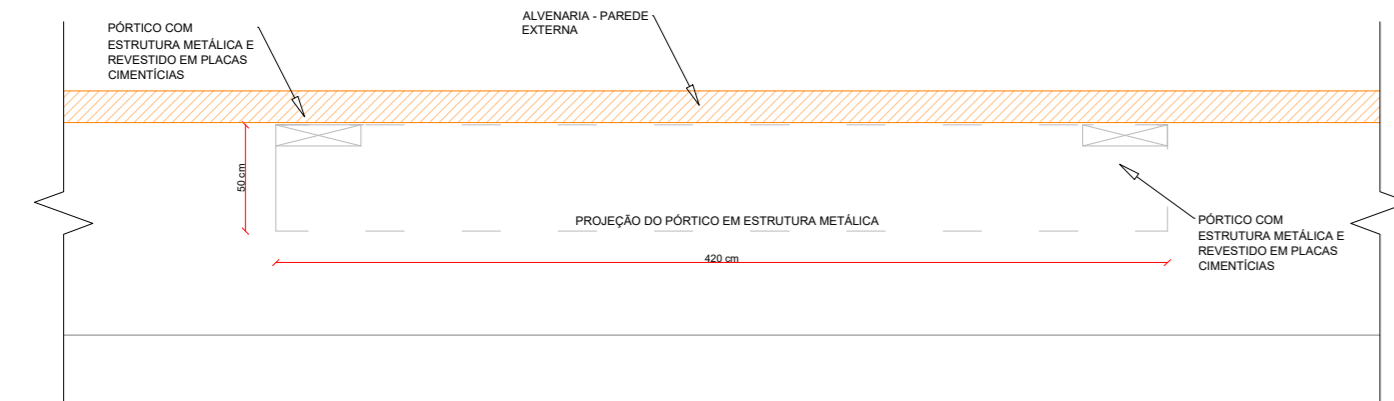 PÓRTICO COM
ESTRUTURA METÁLICA E
REVESTIDO EM PLACAS
CIMENTÍCIAS
ALVENARIA - PAREDE
EXTERNA
50 cm
PROJEÇÃO DO PÓRTICO EM ESTRUTURA METÁLICA
420 cm
PÓRTICO COM
ESTRUTURA METÁLICA E
REVESTIDO EM PLACAS
CIMENTÍCIAS